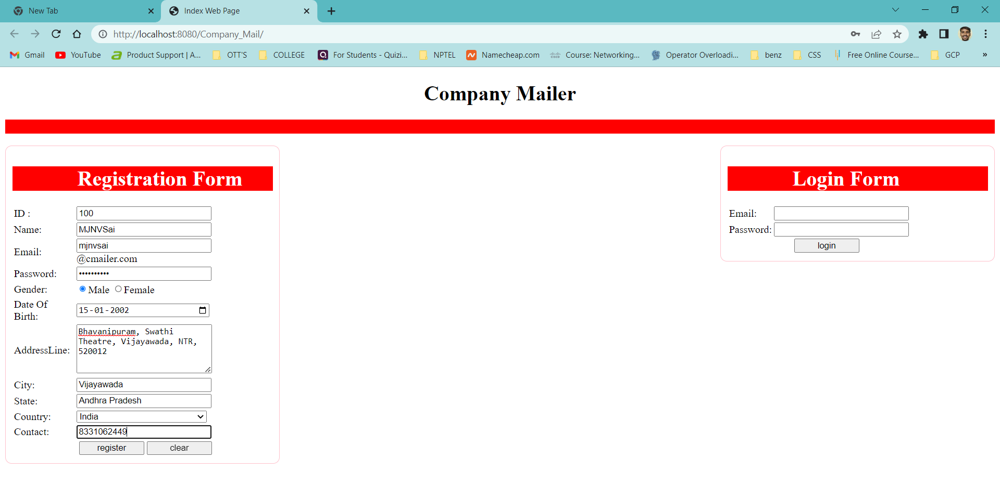 New Tab
Index Web Page
http://localhost:8080/Company_Mail/
Gmail YouTube Product Support | A... OTT'S COLLEGE For Students - Quizi... NPTEL Namecheap.com Course: Networking... Operator Overloadi... benz CSS Free Online Course... GCP »
Company Mailer
Registration Form
ID : 100
Name: MJNVSai
Email: mjnvsai
@cmailer.com
Password: ••••••••••
Gender: Male Female
Date Of
Birth: 15-01-2002
AddressLine: Bhavanipuram, Swathi
Theatre, Vijayawada, NTR,
520012
City: Vijayawada
State: Andhra Pradesh
Country: India
Contact: 8331062449
register clear
Login Form
Email:
Password:
login